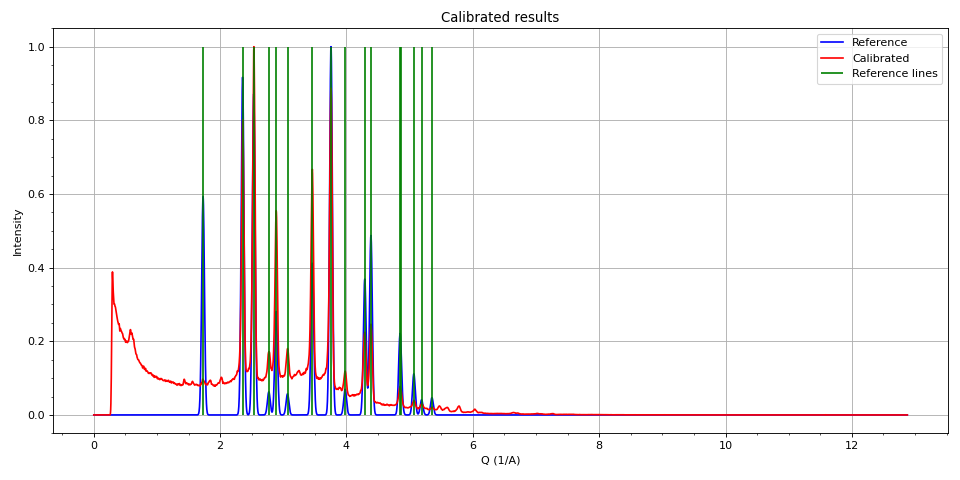 Calibrated results
Reference
Calibrated
Reference lines
Intensity
1.0
0.8
0.6
0.4
0.2
0.0
0 2 4 6 8 10 12
Q (1/A)